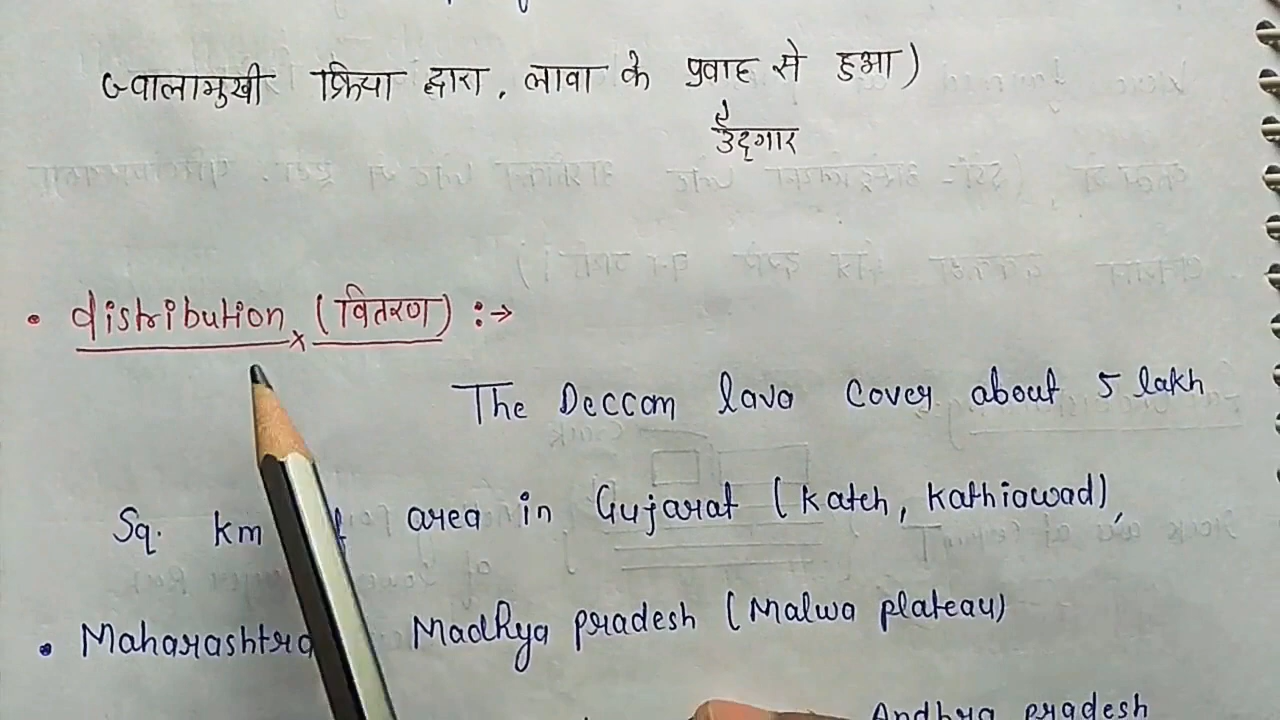 ज्वालामुखी क्रिया द्वारा, लावा के प्रवाह से हुआ)
उद्गार
• distribution (वितरण) :→
The Deccan lava cover about 5 lakh
Sq. km of area in Gujarat (Katch, Kathiawad),
• Maharashtra Madhya pradesh (Malwa plateau)
Andhra pradesh